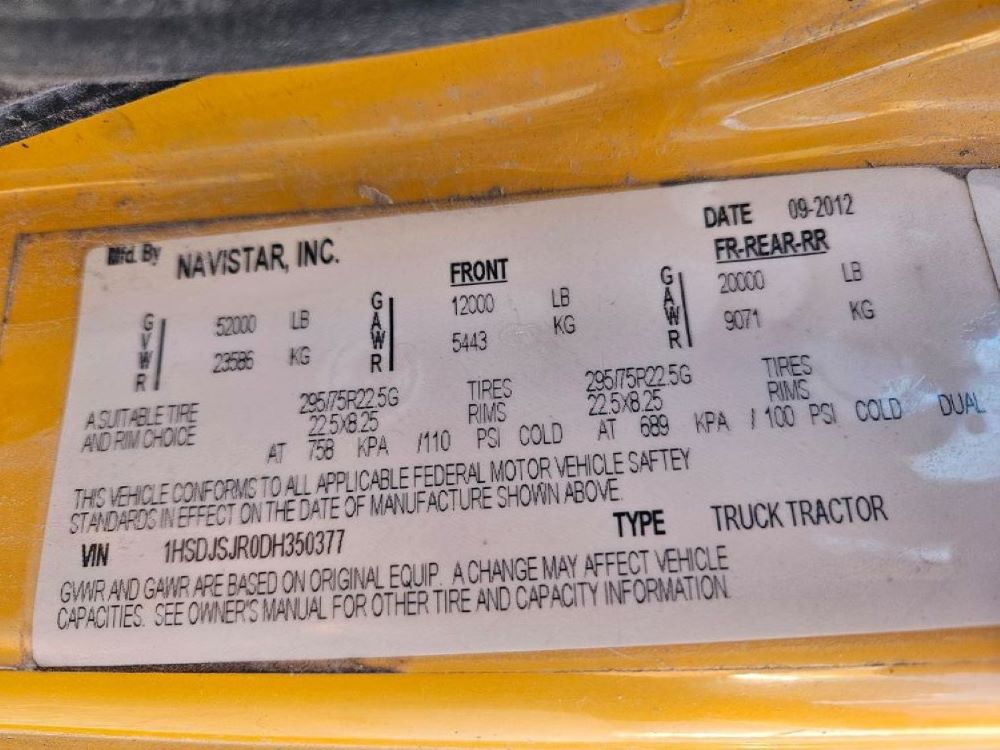 Mfd. By NAVISTAR, INC. DATE 09-2012
FRONT FR-REAR-RR
GVWR 52000 LB GAWR 12000 LB GAWR 20000 LB
23586 KG 5443 KG 9071 KG
A SUITABLE TIRE 295/75R22.5G TIRES 295/75R22.5G TIRES
AND RIM CHOICE 22.5X8.25 RIMS 22.5X8.25 RIMS
AT 758 KPA /110 PSI COLD AT 689 KPA / 100 PSI COLD DUAL
THIS VEHICLE CONFORMS TO ALL APPLICABLE FEDERAL MOTOR VEHICLE SAFTEY
STANDARDS IN EFFECT ON THE DATE OF MANUFACTURE SHOWN ABOVE.
VIN 1HSDJSJR0DH350377 TYPE TRUCK TRACTOR
GVWR AND GAWR ARE BASED ON ORIGINAL EQUIP. A CHANGE MAY AFFECT VEHICLE
CAPACITIES. SEE OWNER'S MANUAL FOR OTHER TIRE AND CAPACITY INFORMATION.